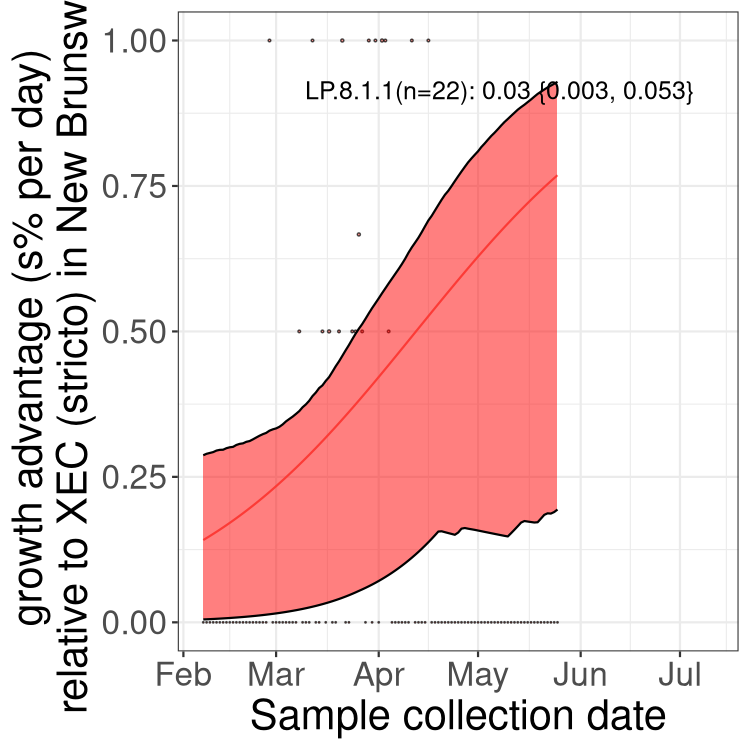 growth advantage (s% per day)
relative to XEC (stricto) in New Brunsw
1.00
0.75
0.50
0.25
0.00
LP.8.1.1(n=22): 0.03 {0.003, 0.053}
Feb Mar Apr May Jun Jul
Sample collection date